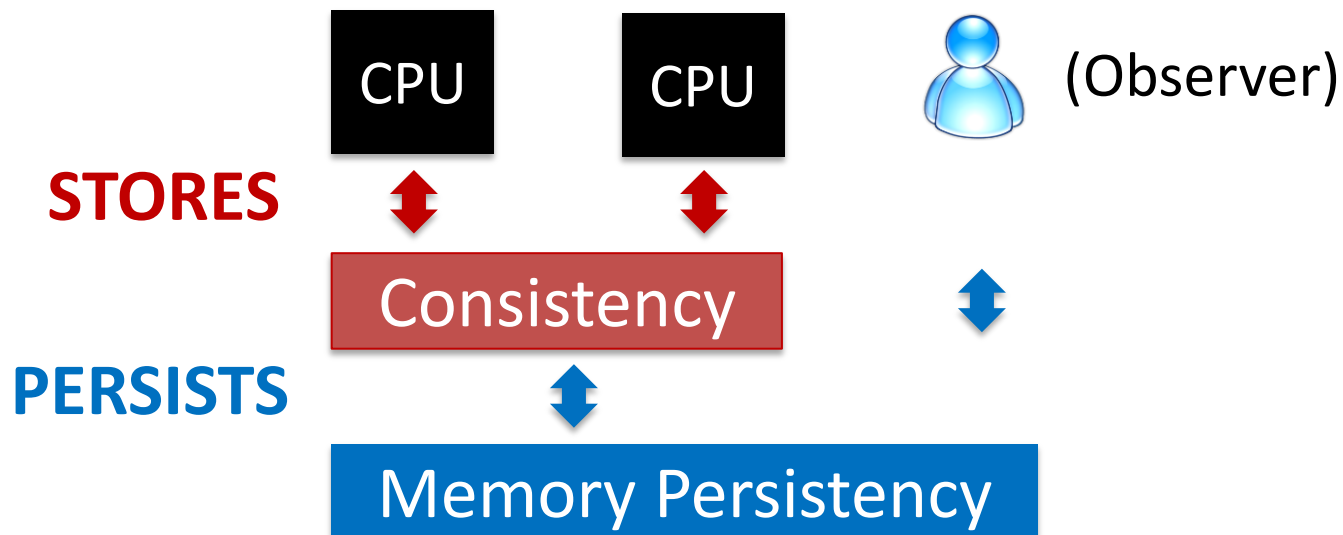 CPU
CPU
(Observer)
STORES
Consistency
PERSISTS
Memory Persistency